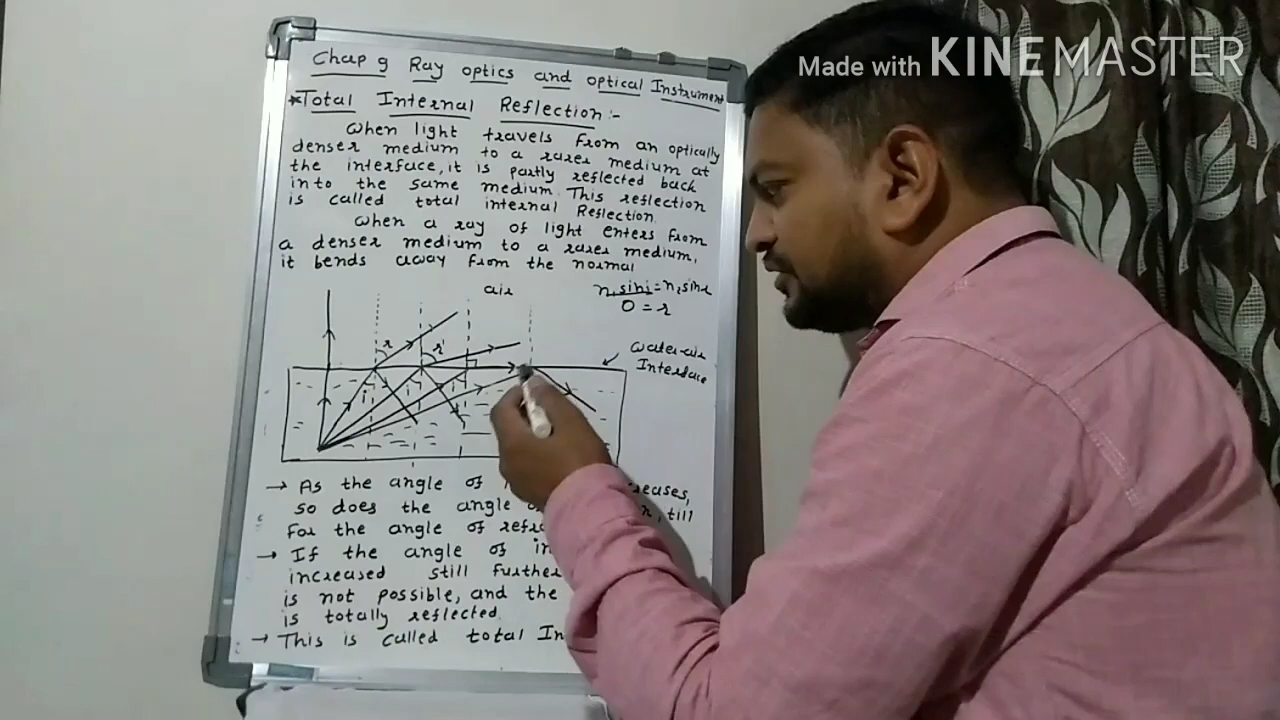 Made with KINEMASTER
Chap 9 Ray optics and optical Instrument
*Total Internal Reflection:-
When light travels from an optically
denser medium to a rarer medium at
the interface, it is partly reflected back
into the same medium. This reflection
is called total internal Reflection.
When a ray of light enters from
a denser medium to a rarer medium,
it bends away from the normal
air
n, sini = n2 sinr
0 = r
r
r'
water-air
Interface
→ As the angle of
so does the angle till
For the angle of
→ If the angle of
increased still further
is not possible, and the
is totally reflected.
→ This is called total